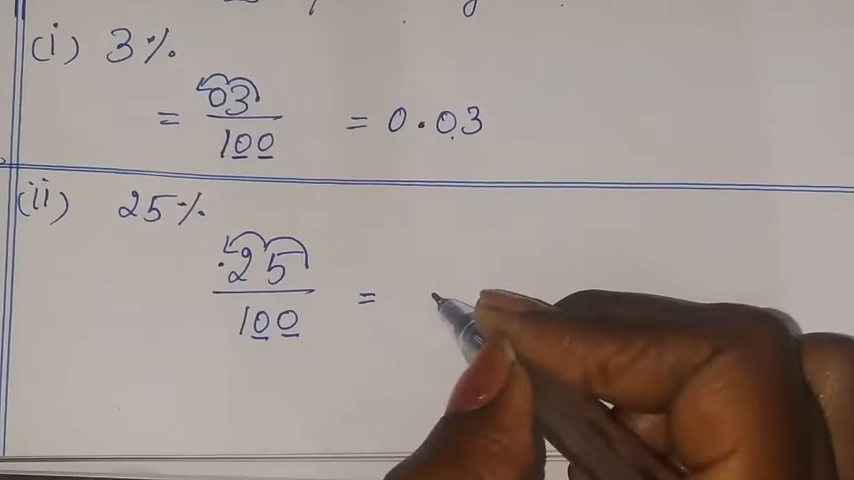 (i) 3%
= 03/100 = 0.03
(ii) 25%
.25/100 =